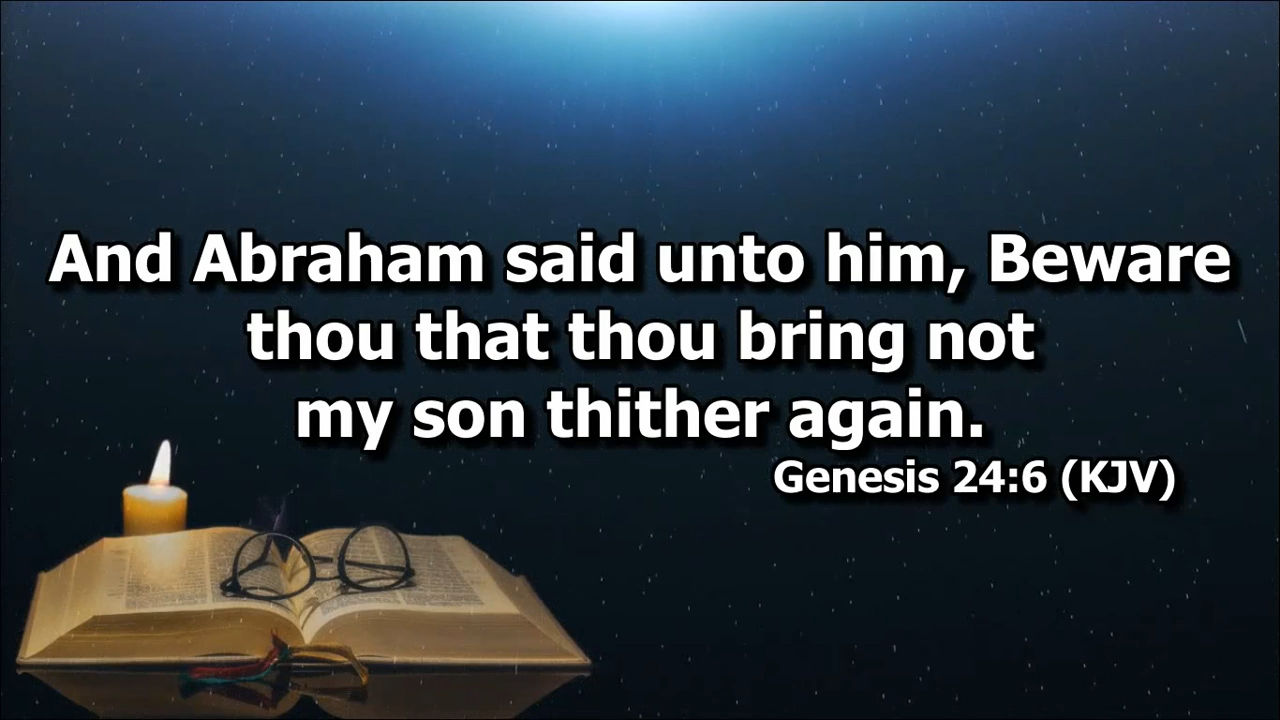 And Abraham said unto him, Beware
thou that thou bring not
my son thither again.
Genesis 24:6 (KJV)